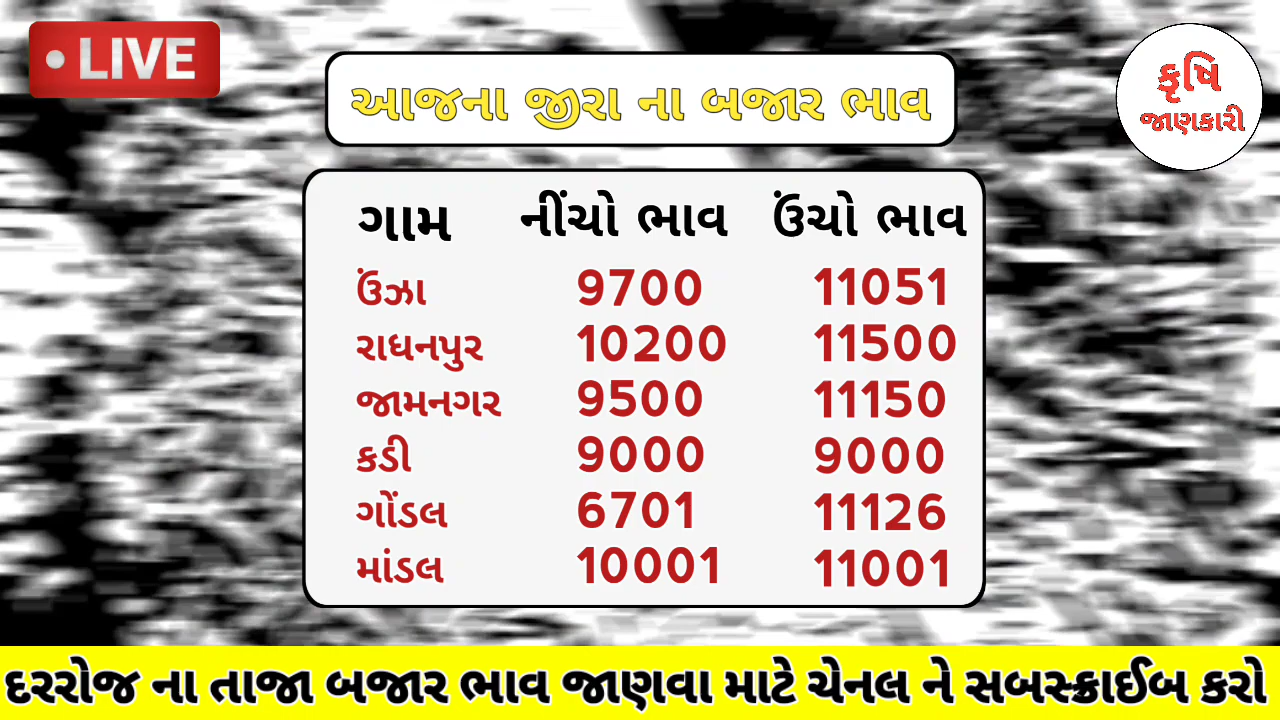 LIVE
આજના જીરા ના બજાર ભાવ
કૃષિ
જાણકારી
ગામ નીંચો ભાવ ઉંચો ભાવ
ઉંઝા 9700 11051
રાધનપુર 10200 11500
જામનગર 9500 11150
કડી 9000 9000
ગોંડલ 6701 11126
માંડલ 10001 11001
દરરોજ ના તાજા બજાર ભાવ જાણવા માટે ચેનલ ને સબસ્ક્રાઈબ કરો